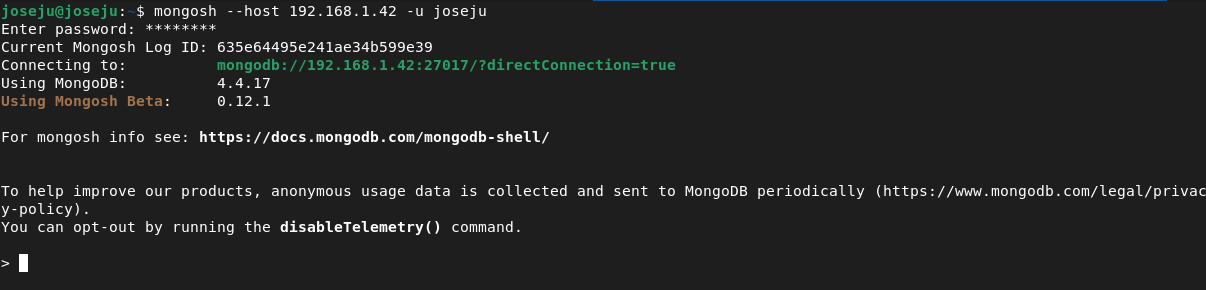 joseju@joseju:~$ mongosh --host 192.168.1.42 -u joseju
Enter password: ********
Current Mongosh Log ID: 635e64495e241ae34b599e39
Connecting to:          mongodb://192.168.1.42:27017/?directConnection=true
Using MongoDB:          4.4.17
Using Mongosh Beta:     0.12.1
For mongosh info see: https://docs.mongodb.com/mongodb-shell/
To help improve our products, anonymous usage data is collected and sent to MongoDB periodically (https://www.mongodb.com/legal/privac
y-policy).
You can opt-out by running the disableTelemetry() command.
>